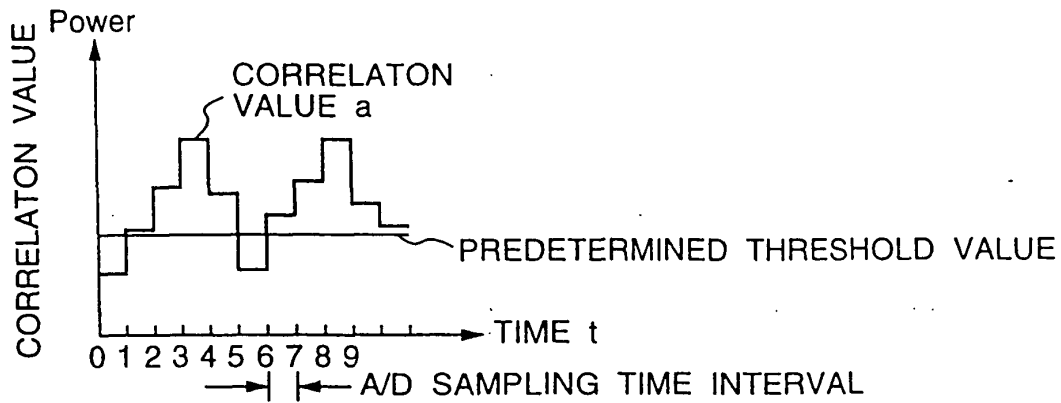 Power
CORRELATON VALUE
CORRELATON
VALUE a
PREDETERMINED THRESHOLD VALUE
TIME t
0 1 2 3 4 5 6 7 8 9
A/D SAMPLING TIME INTERVAL